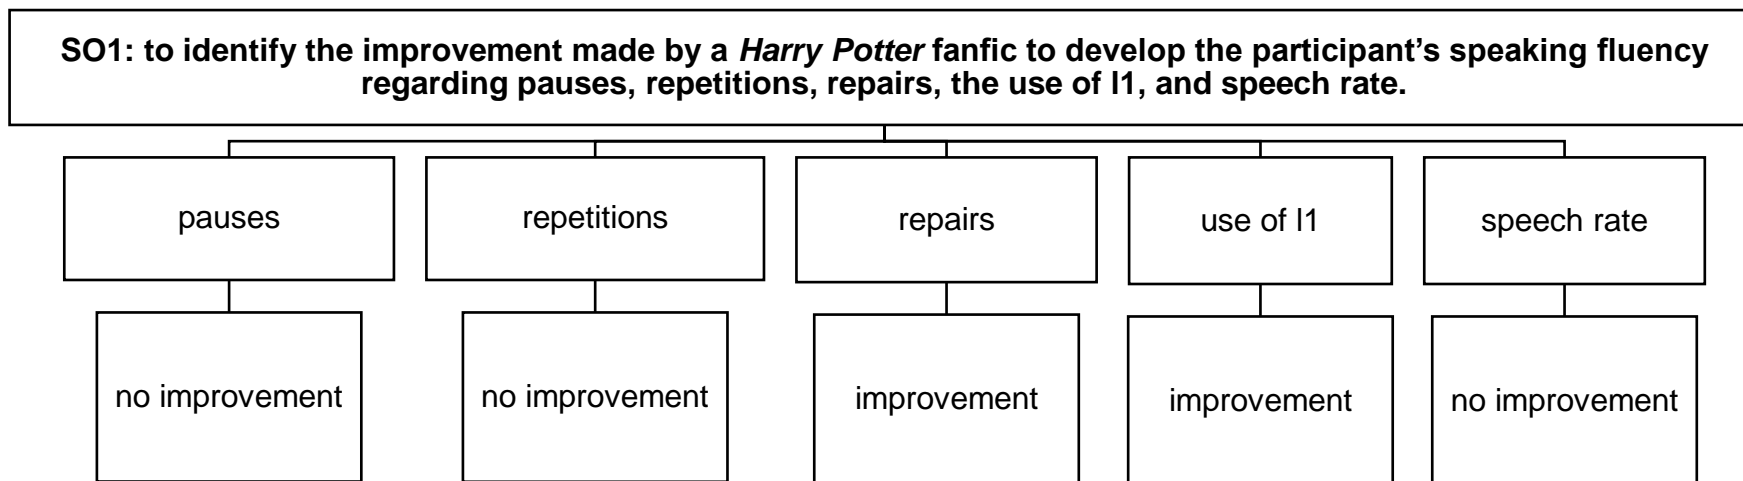 SO1: to identify the improvement made by a Harry Potter fanfic to develop the participant’s speaking fluency
regarding pauses, repetitions, repairs, the use of l1, and speech rate.
pauses
repetitions
repairs
use of l1
speech rate
no improvement
no improvement
improvement
improvement
no improvement